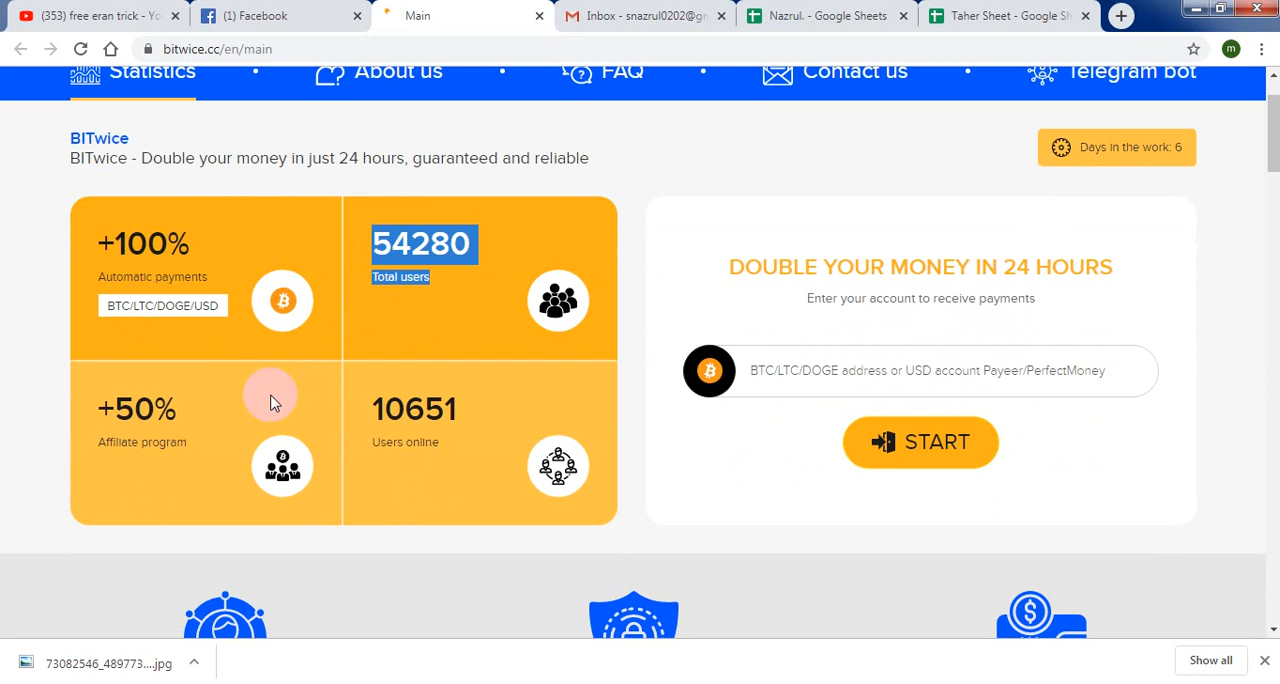 (353) free eran trick - Yo
(1) Facebook
Main
Inbox - snazrul0202@g
Nazrul. - Google Sheets
Taher Sheet - Google Sh
bitwice.cc/en/main
m
Statistics
About us
FAQ
Contact us
Telegram bot
BITwice
BITwice - Double your money in just 24 hours, guaranteed and reliable
Days in the work: 6
+100%
Automatic payments
BTC/LTC/DOGE/USD
54280
Total users
+50%
Affiliate program
10651
Users online
DOUBLE YOUR MONEY IN 24 HOURS
Enter your account to receive payments
BTC/LTC/DOGE address or USD account Payeer/PerfectMoney
START
73082546_489773....jpg
Show all